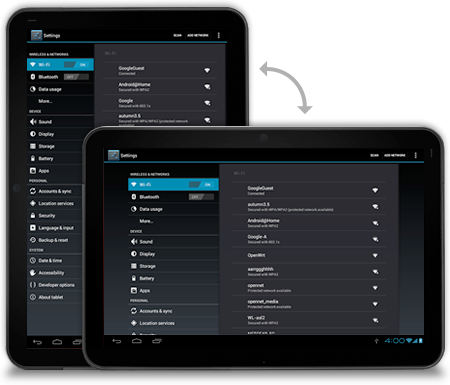 Settings
SCAN ADD NETWORK
WIRELESS & NETWORKS
Wi-Fi ON
Bluetooth OFF
Data usage
More...
DEVICE
Sound
Display
Storage
Battery
Apps
PERSONAL
Accounts & sync
Location services
Security
Language & input
Backup & reset
SYSTEM
Date & time
Accessibility
Developer options
About tablet
Wi-Fi
GoogleGuest
Connected
Android@Home
Secured with WPA2
Google
Secured with 802.1x
autumn3.5
Secured with WPA/WPA2 (protected network
available)
Settings
SCAN ADD NETWORK
WIRELESS & NETWORKS
Wi-Fi ON
Bluetooth OFF
Data usage
More...
DEVICE
Sound
Display
Storage
Battery
Apps
PERSONAL
Accounts & sync
Location services
Wi-Fi
GoogleGuest
Connected
autumn3.5
Secured with WPA/WPA2 (protected network available)
Android@Home
Secured with WPA2
Google-A
Secured with 802.1x
OpenWrt
aanggghhh
Secured with WPA2
opennet
Protected network available
opennet_media
Protected network available
WL-asl2
Secured with WPA2
4:00